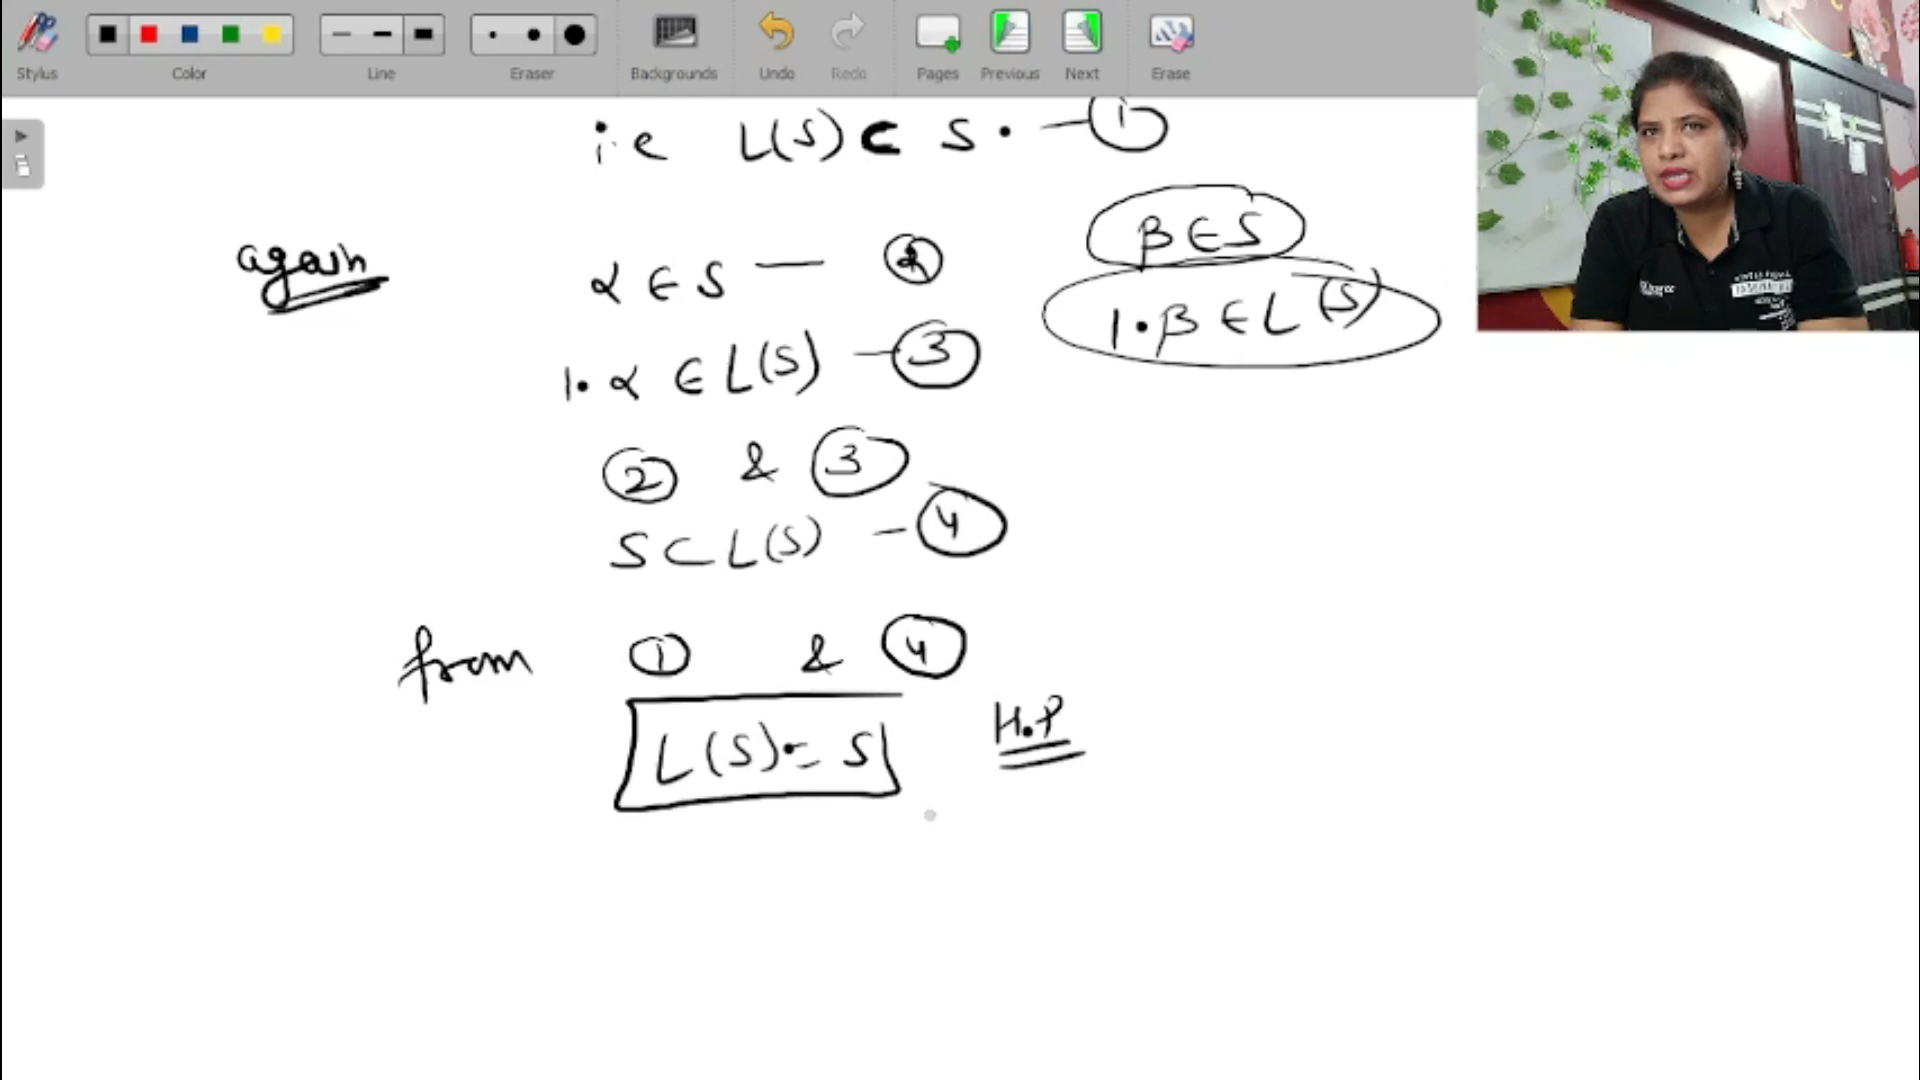 Stylus Color Line Eraser Backgrounds Undo Redo Pages Previous Next Erase
i.e L(S) ⊂ S. — ①
again α ∈ S — ②
β ∈ S
1.β ∈ L(S)
1.α ∈ L(S) — ③
② & ③
S ⊂ L(S) — ④
from ① & ④
L(S) = S
H.P